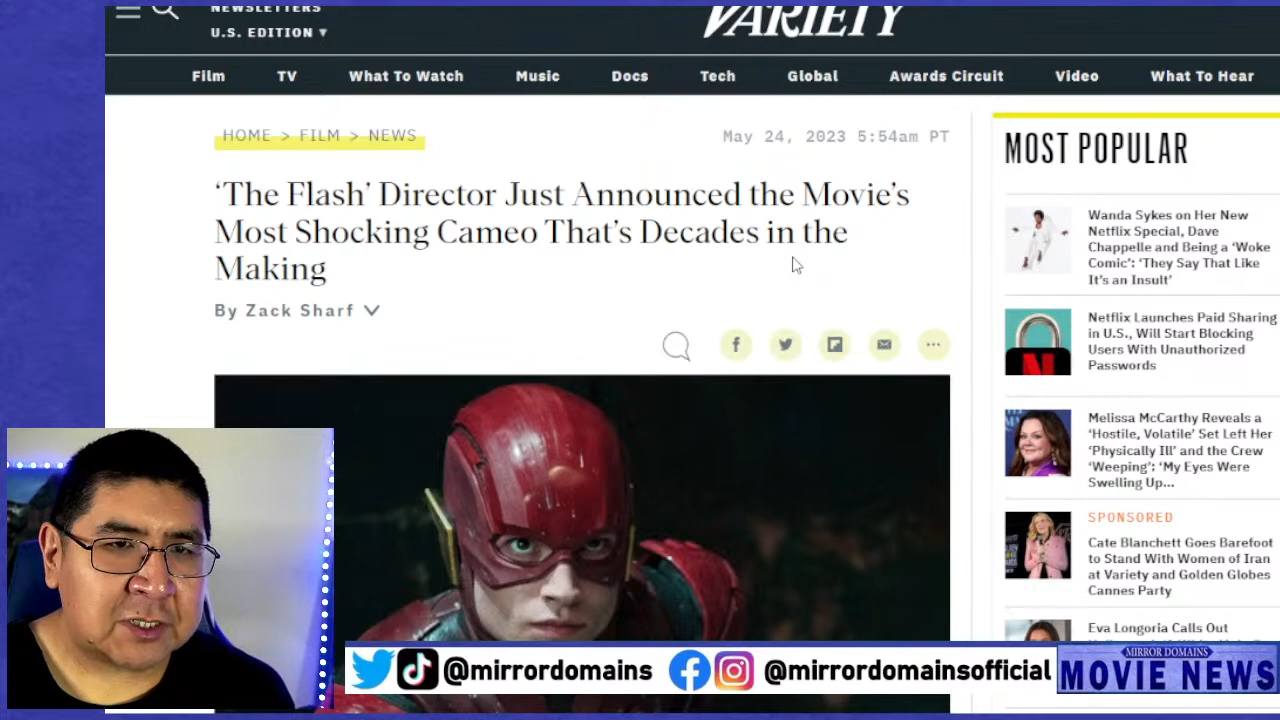 NEWSLETTERS
U.S. EDITION ▼
VARIETY
Film TV What To Watch Music Docs Tech Global Awards Circuit Video What To Hear
HOME > FILM > NEWS
May 24, 2023 5:54am PT
‘The Flash’ Director Just Announced the Movie’s
Most Shocking Cameo That’s Decades in the
Making
By Zack Sharf
MOST POPULAR
Wanda Sykes on Her New
Netflix Special, Dave
Chappelle and Being a ‘Woke
Comic’: ‘They Say That Like
It’s an Insult’
Netflix Launches Paid Sharing
in U.S., Will Start Blocking
Users With Unauthorized
Passwords
Melissa McCarthy Reveals a
‘Hostile, Volatile’ Set Left Her
‘Physically Ill’ and the Crew
‘Weeping’: ‘My Eyes Were
Swelling Up...
SPONSORED
Cate Blanchett Goes Barefoot
to Stand With Women of Iran
at Variety and Golden Globes
Cannes Party
Eva Longoria Calls Out
@mirrordomains @mirrordomainsofficial
MIRROR DOMAINS
MOVIE NEWS